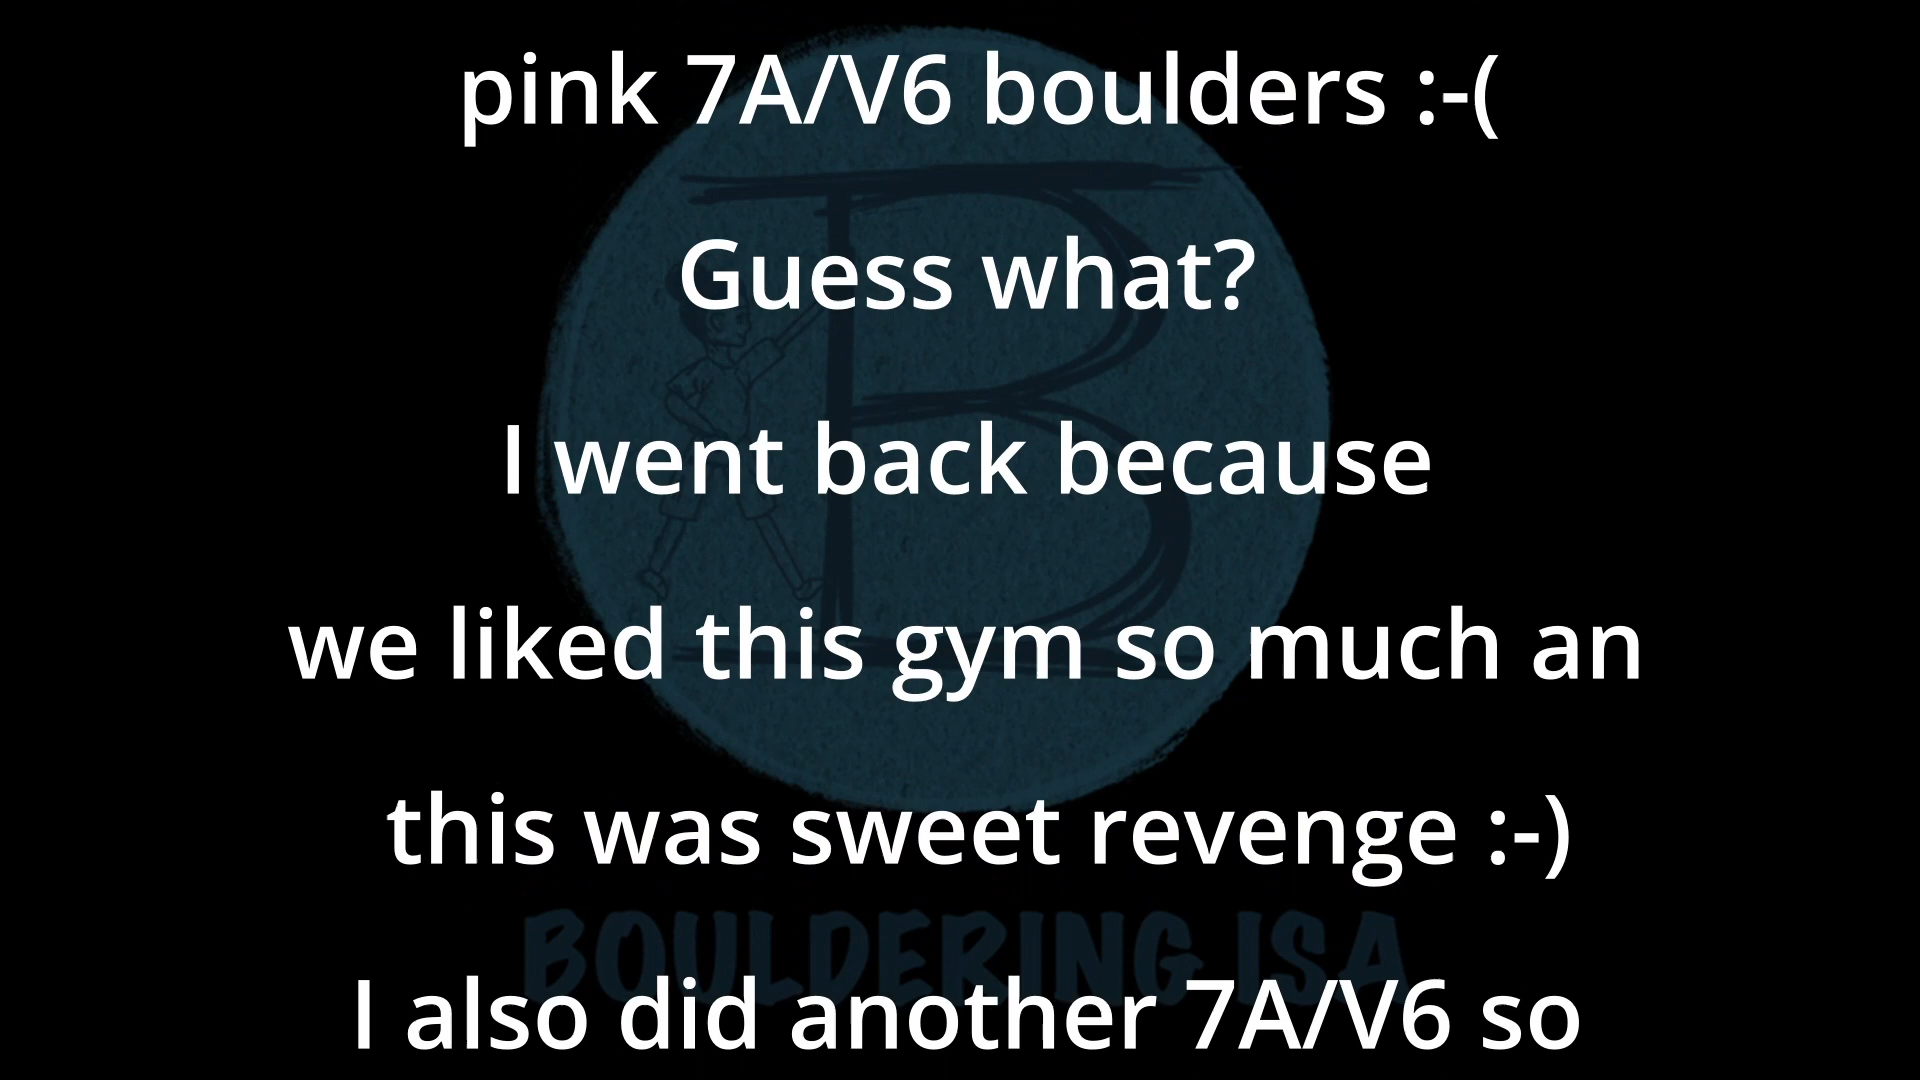 pink 7A/V6 boulders :-(
Guess what?
I went back because
we liked this gym so much an
this was sweet revenge :-)
BOULDERING ISA
I also did another 7A/V6 so